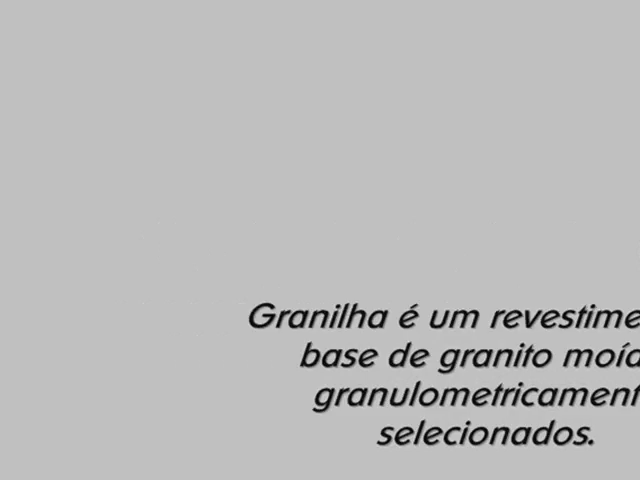 Granilha é um revestime
base de granito moíd
granulometricament
selecionados.